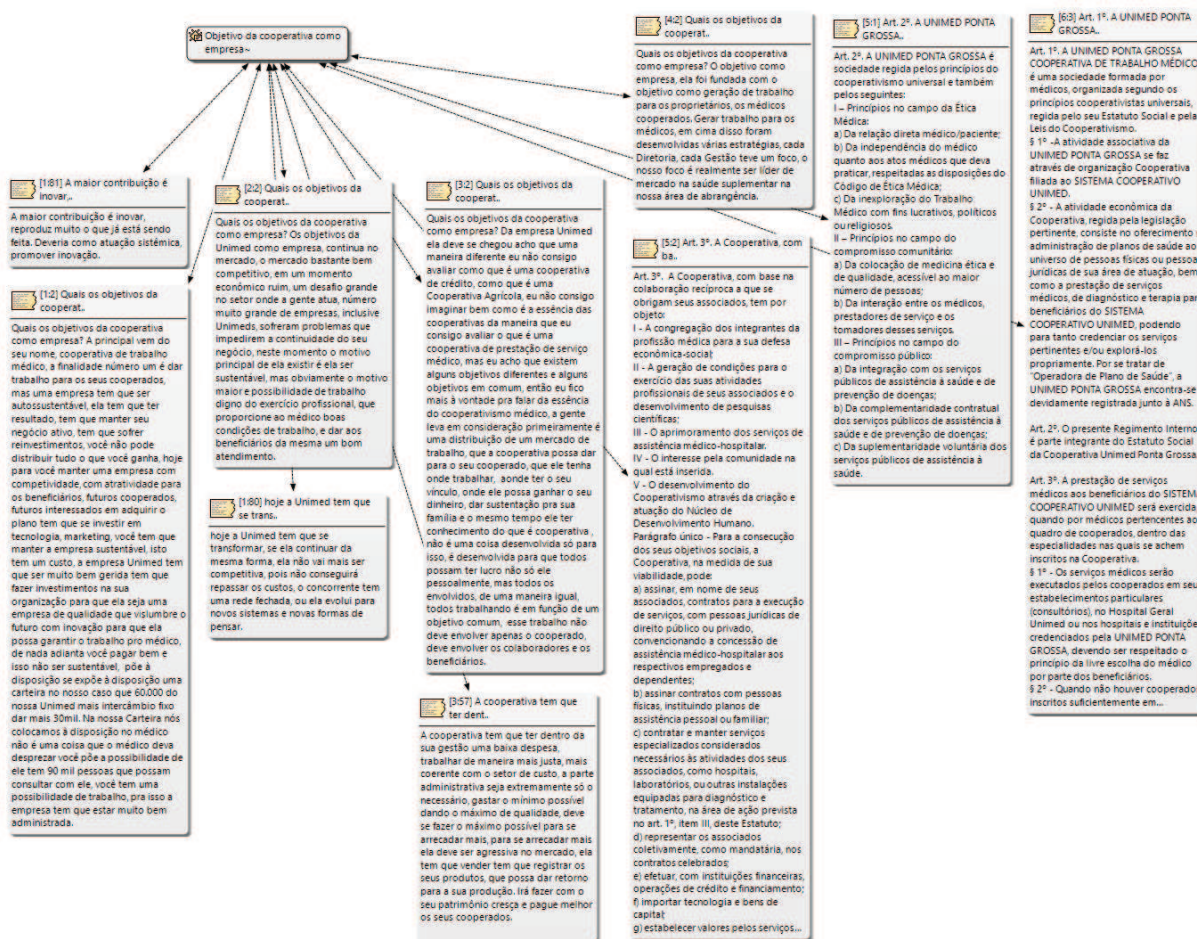 Objetivo da cooperativa como
empresa~
[1:81] A maior contribuição é
inovar,..
A maior contribuição é inovar,
reproduz muito o que já está sendo
feita. Deveria como atuação sistêmica,
promover inovação.
[1:2] Quais os objetivos da
cooperat..
Quais os objetivos da cooperativa
como empresa? A principal vem do
seu nome, cooperativa de trabalho
médico, a finalidade número um é dar
trabalho para os seus cooperados,
mas uma empresa tem que ser
autossustentável, ela tem que ter
resultado, tem que manter seu
negócio ativo, tem que sofrer
reinvestimentos, você não pode
distribuir tudo o que você ganha, hoje
para você manter uma empresa com
competividade, com atratividade para
os beneficiários, futuros cooperados,
futuros interessados em adquirir o
plano tem que se investir em
tecnologia, marketing, você tem que
manter a empresa sustentável, isto
tem um custo, a empresa Unimed tem
que ser muito bem gerida tem que
fazer investimentos na sua
organização para que ela seja uma
empresa de qualidade que vislumbre o
futuro com inovação para que ela
possa garantir o trabalho pro médico,
de nada adianta você pagar bem e
isso não ser sustentável, põe à
disposição se expõe à disposição uma
carteira no nosso caso que 60.000 do
nossa Unimed mais intercâmbio fixo
dar mais 30mil. Na nossa Carteira nós
colocamos à disposição no médico
não é uma coisa que o médico deva
desprezar você põe a possibilidade de
ele tem 90 mil pessoas que possam
consultar com ele, você tem uma
possibilidade de trabalho, pra isso a
empresa tem que estar muito bem
administrada.
[2:2] Quais os objetivos da
cooperat..
Quais os objetivos da cooperativa
como empresa? Os objetivos da
Unimed como empresa, continua no
mercado, o mercado bastante bem
competitivo, em um momento
econômico ruim, um desafio grande
no setor onde a gente atua, número
muito grande de empresas, inclusive
Unimeds, sofreram problemas que
impedirem a continuidade do seu
negócio, neste momento o motivo
principal de ela existir é ela ser
sustentável, mas obviamente o motivo
maior e possibilidade de trabalho
digno do exercício profissional, que
proporcione ao médico boas
condições de trabalho, e dar aos
beneficiários da mesma um bom
atendimento.
[1:80] hoje a Unimed tem que
se trans..
hoje a Unimed tem que se
transformar, se ela continuar da
mesma forma, ela não vai mais ser
competitiva, pois não conseguirá
repassar os custos, o concorrente tem
uma rede fechada, ou ela evolui para
novos sistemas e novas formas de
pensar.
[3:2] Quais os objetivos da
cooperat..
Quais os objetivos da cooperativa
como empresa? Da empresa Unimed
ela deve se chegou acho que uma
maneira diferente eu não consigo
avaliar como que é uma cooperativa
de crédito, como que é uma
Cooperativa Agrícola, eu não consigo
imaginar bem como é a essência das
cooperativas da maneira que eu
consigo avaliar o que é uma
cooperativa de prestação de serviço
médico, mas eu acho que existem
alguns objetivos diferentes e alguns
objetivos em comum, então eu fico
mais à vontade pra falar da essência
do cooperativismo médico, a gente
leva em consideração primeiramente é
uma distribuição de um mercado de
trabalho, que a cooperativa possa dar
para o seu cooperado, que ele tenha
onde trabalhar, aonde ter o seu
vínculo, onde ele possa ganhar o seu
dinheiro, dar sustentação pra sua
família e o mesmo tempo ele ter
conhecimento do que é cooperativa ,
não é uma coisa desenvolvida só para
isso, é desenvolvida para que todos
possam ter lucro não só ele
pessoalmente, mas todos os
envolvidos, de uma maneira igual,
todos trabalhando é em função de um
objetivo comum, esse trabalho não
deve envolver apenas o cooperado,
deve envolver os colaboradores e os
beneficiários.
[3:57] A cooperativa tem que
ter dent..
A cooperativa tem que ter dentro da
sua gestão uma baixa despesa,
trabalhar de maneira mais justa, mais
coerente com o setor de custo, a parte
administrativa seja extremamente só o
necessário, gastar o mínimo possível
dando o máximo de qualidade, deve
se fazer o máximo possível para se
arrecadar mais, para se arrecadar mais
ela deve ser agressiva no mercado, ela
tem que vender tem que registrar os
seus produtos, que possa dar retorno
para a sua produção. Irá fazer com o
seu patrimônio cresça e pague melhor
os seus cooperados.
[4:2] Quais os objetivos da
cooperat..
Quais os objetivos da cooperativa
como empresa? O objetivo como
empresa, ela foi fundada com o
objetivo como geração de trabalho
para os proprietários, os médicos
cooperados. Gerar trabalho para os
médicos, em cima disso foram
desenvolvidas várias estratégias, cada
Diretoria, cada Gestão teve um foco, o
nosso foco é realmente ser líder de
mercado na saúde suplementar na
nossa área de abrangência.
[5:2] Art. 3º. A Cooperativa, com
ba..
Art. 3º. A Cooperativa, com base na
colaboração recíproca a que se
obrigam seus associados, tem por
objeto:
I - A congregação dos integrantes da
profissão médica para a sua defesa
econômica-social;
II - A geração de condições para o
exercício das suas atividades
profissionais de seus associados e o
desenvolvimento de pesquisas
científicas;
III - O aprimoramento dos serviços de
assistência médico-hospitalar.
IV - O interesse pela comunidade na
qual está inserida.
V - O desenvolvimento do
Cooperativismo através da criação e
atuação do Núcleo de
Desenvolvimento Humano.
Parágrafo único - Para a consecução
dos seus objetivos sociais, a
Cooperativa, na medida de sua
viabilidade, pode:
a) assinar, em nome de seus
associados, contratos para a execução
de serviços, com pessoas jurídicas de
direito público ou privado,
convencionando a concessão de
assistência médico-hospitalar aos
respectivos empregados e
dependentes;
b) assinar contratos com pessoas
físicas, instituindo planos de
assistência pessoal ou familiar;
c) contratar e manter serviços
especializados considerados
necessários às atividades dos seus
associados, como hospitais,
laboratórios, ou outras instalações
equipadas para diagnóstico e
tratamento, na área de ação prevista
no art. 1º, item III, deste Estatuto;
d) representar os associados
coletivamente, como mandatária, nos
contratos celebrados;
e) efetuar, com instituições financeiras,
operações de crédito e financiamento;
f) importar tecnologia e bens de
capital;
g) estabelecer valores pelos serviços...
[5:1] Art. 2º. A UNIMED PONTA
GROSSA..
Art. 2º. A UNIMED PONTA GROSSA é
sociedade regida pelos princípios do
cooperativismo universal e também
pelos seguintes:
I – Princípios no campo da Ética
Médica:
a) Da relação direta médico/paciente;
b) Da independência do médico
quanto aos atos médicos que deva
praticar, respeitadas as disposições do
Código de Ética Médica;
c) Da inexploração do Trabalho
Médico com fins lucrativos, políticos
ou religiosos.
II – Princípios no campo do
compromisso comunitário:
a) Da colocação de medicina ética e
de qualidade, acessível ao maior
número de pessoas;
b) Da interação entre os médicos,
prestadores de serviço e os
tomadores desses serviços.
III – Princípios no campo do
compromisso público:
a) Da integração com os serviços
públicos de assistência à saúde e de
prevenção de doenças;
b) Da complementaridade contratual
dos serviços públicos de assistência à
saúde e de prevenção de doenças;
c) Da suplementaridade voluntária dos
serviços públicos de assistência à
saúde.
[6:3] Art. 1º. A UNIMED PONTA
GROSSA..
Art. 1º. A UNIMED PONTA GROSSA
COOPERATIVA DE TRABALHO MÉDICO
é uma sociedade formada por
médicos, organizada segundo os
princípios cooperativistas universais,
regida pelo seu Estatuto Social e pela
Leis do Cooperativismo.
§ 1º -A atividade associativa da
UNIMED PONTA GROSSA se faz
através de organização Cooperativa
filiada ao SISTEMA COOPERATIVO
UNIMED.
§ 2º - A atividade econômica da
Cooperativa, regida pela legislação
pertinente, consiste no oferecimento
administração de planos de saúde ao
universo de pessoas físicas ou pessoa
jurídicas de sua área de atuação, bem
como a prestação de serviços
médicos, de diagnóstico e terapia par
beneficiários do SISTEMA
COOPERATIVO UNIMED, podendo
para tanto credenciar os serviços
pertinentes e/ou explorá-los
propriamente. Por se tratar de
"Operadora de Plano de Saúde", a
UNIMED PONTA GROSSA encontra-se
devidamente registrada junto à ANS.
Art. 2º. O presente Regimento Interno
é parte integrante do Estatuto Social
da Cooperativa Unimed Ponta Grossa.
Art. 3º. A prestação de serviços
médicos aos beneficiários do SISTEMA
COOPERATIVO UNIMED será exercida
quando por médicos pertencentes ao
quadro de cooperados, dentro das
especialidades nas quais se achem
inscritos na Cooperativa.
§ 1º - Os serviços médicos serão
executados pelos cooperados em seu
estabelecimentos particulares
(consultórios), no Hospital Geral
Unimed ou nos hospitais e instituiçõe
credenciados pela UNIMED PONTA
GROSSA, devendo ser respeitado o
princípio da livre escolha do médico
por parte dos beneficiários.
§ 2º - Quando não houver cooperado
inscritos suficientemente em...